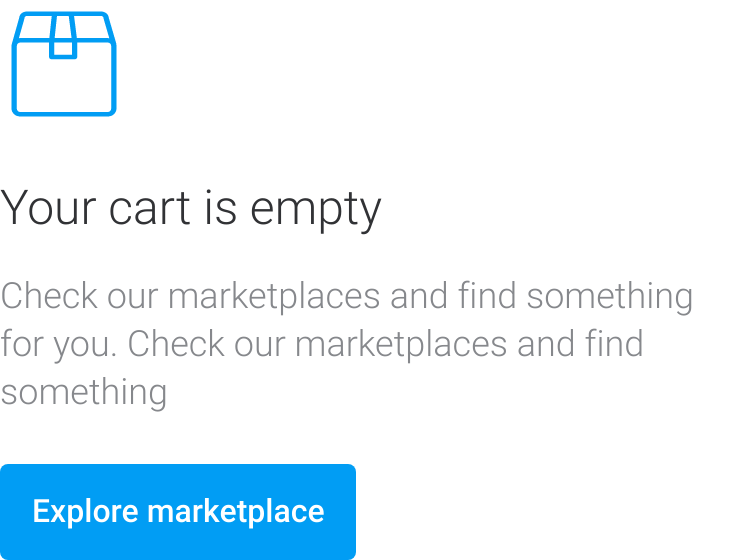 Your cart is empty
Check our marketplaces and find something
for you. Check our marketplaces and find
something
Explore marketplace